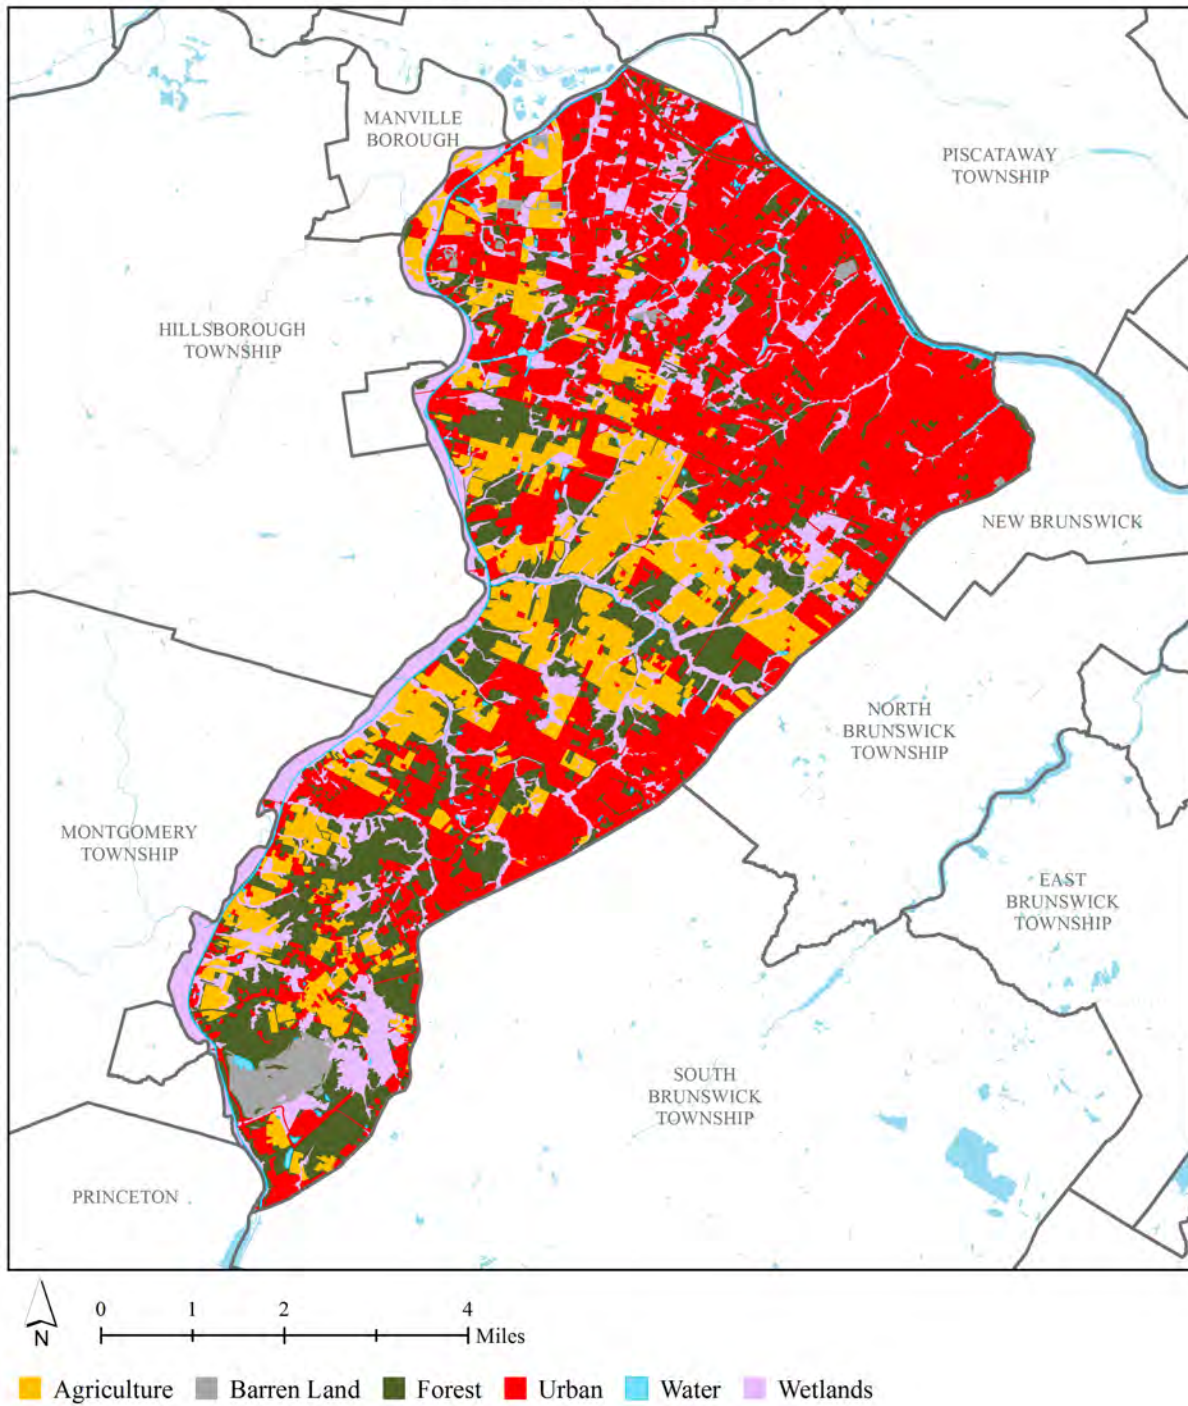 MANVILLE
BOROUGH
PISCATAWAY
TOWNSHIP
HILLSBOROUGH
TOWNSHIP
NEW BRUNSWICK
NORTH
BRUNSWICK
TOWNSHIP
MONTGOMERY
TOWNSHIP
EAST
BRUNSWICK
TOWNSHIP
SOUTH
BRUNSWICK
TOWNSHIP
PRINCETON
0 1 2 4
Miles
N
Agriculture Barren Land Forest Urban Water Wetlands